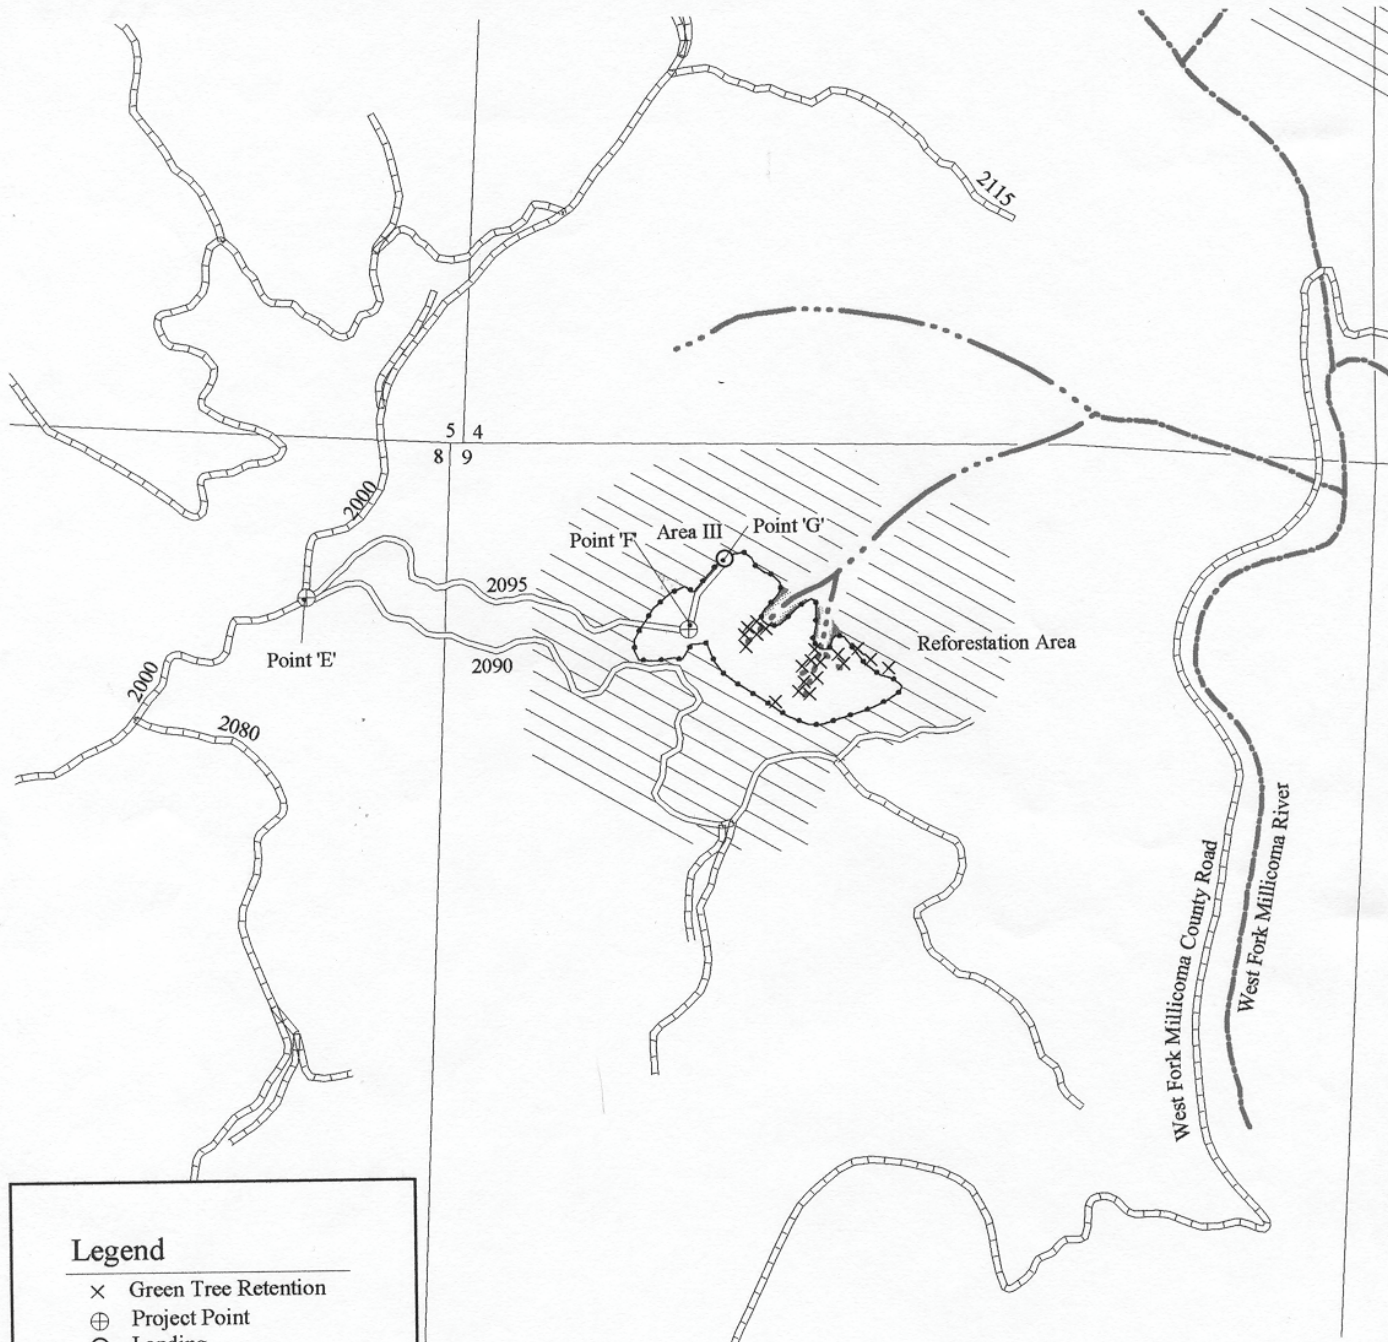 2115
5 4
8 9
2000
Point 'F'
Area III
Point 'G'
2095
Reforestation Area
Point 'E'
2090
2000
2080
West Fork Millicoma County Road
West Fork Millicoma River
Legend
Green Tree Retention
Project Point
Landing